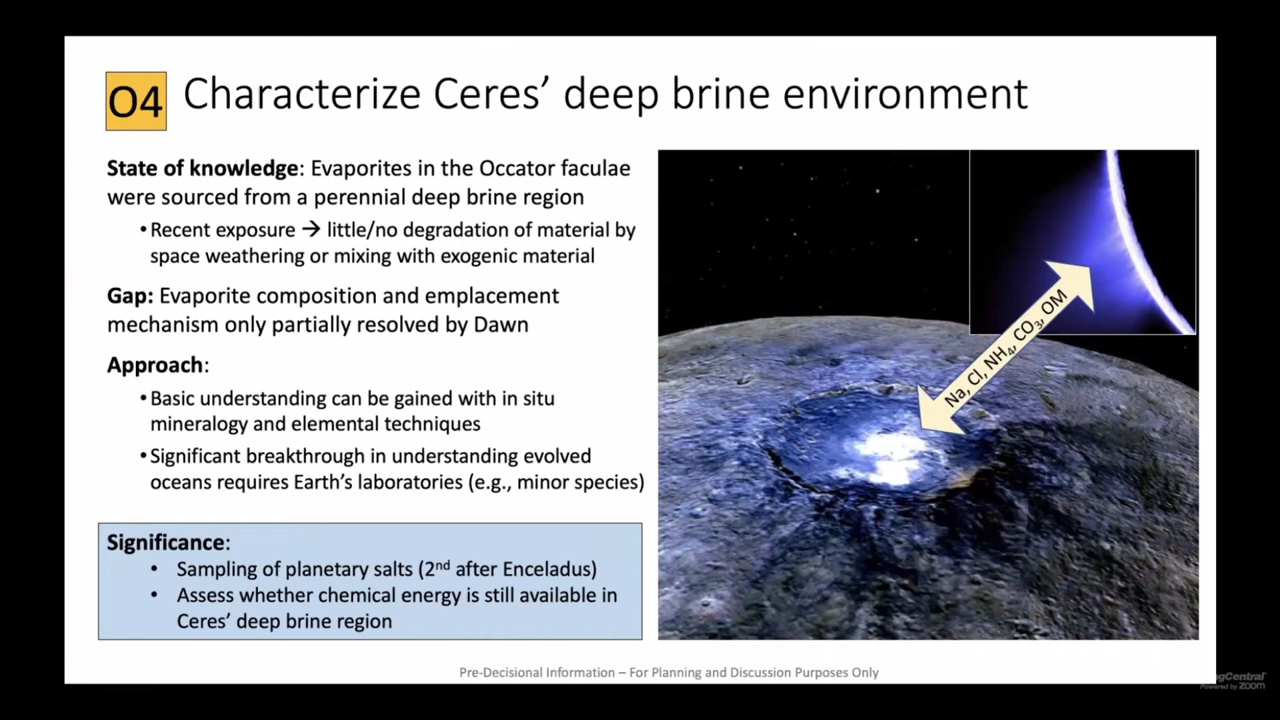 O4 Characterize Ceres’ deep brine environment
State of knowledge: Evaporites in the Occator faculae
were sourced from a perennial deep brine region
• Recent exposure → little/no degradation of material by
space weathering or mixing with exogenic material
Gap: Evaporite composition and emplacement
mechanism only partially resolved by Dawn
Approach:
• Basic understanding can be gained with in situ
mineralogy and elemental techniques
• Significant breakthrough in understanding evolved
oceans requires Earth’s laboratories (e.g., minor species)
Significance:
• Sampling of planetary salts (2nd after Enceladus)
• Assess whether chemical energy is still available in
Ceres’ deep brine region
Na, Cl, NH₄, CO₃, OM
Pre-Decisional Information – For Planning and Discussion Purposes Only
Powered by zoom